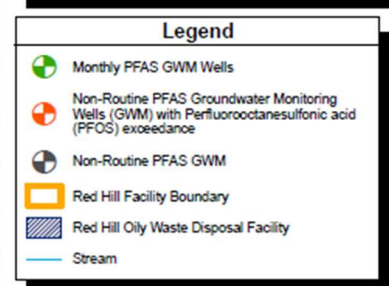 Legend
Monthly PFAS GWM Wells
Non-Routine PFAS Groundwater Monitoring
Wells (GWM) with Perfluorooctanesulfonic acid
(PFOS) exceedance
Non-Routine PFAS GWM
Red Hill Facility Boundary
Red Hill Oily Waste Disposal Facility
Stream